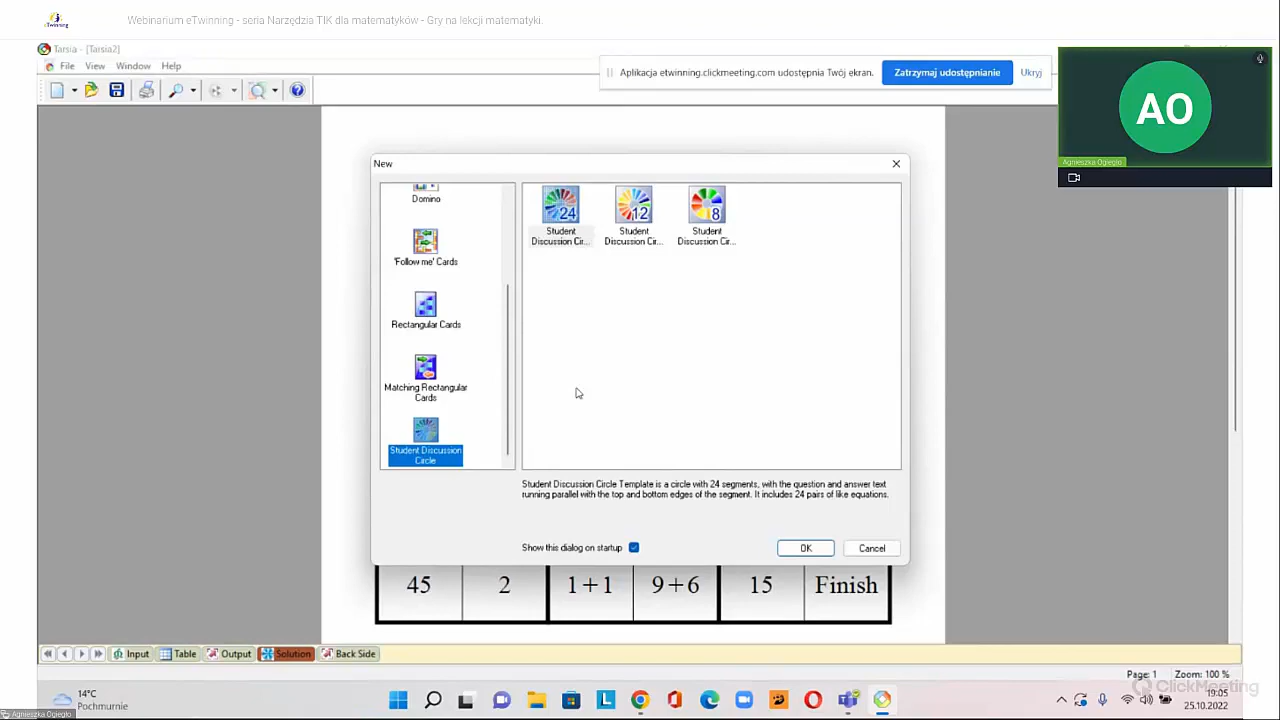 eTwinning
Webinarium eTwinning - seria Narzędzia TIK dla matematyków - Gry na lekcji matematyki.
Tarsia - [Tarsia2]
File View Window Help
Aplikacja etwinning.clickmeeting.com udostępnia Twój ekran.
Zatrzymaj udostępnianie
Ukryj
AO
Agnieszka Ogiegło
New
Domino
'Follow me' Cards
Rectangular Cards
Matching Rectangular
Cards
Student Discussion
Circle
24
Student
Discussion Cir...
12
Student
Discussion Cir...
8
Student
Discussion Cir...
Student Discussion Circle Template is a circle with 24 segments, with the question and answer text
running parallel with the top and bottom edges of the segment. It includes 24 pairs of like equations.
Show this dialog on startup
OK
Cancel
45 2 1+1 9+6 15 Finish
Input Table Output Solution Back Side
Page: 1 Zoom: 100 %
ClickMeeting
14°C
Pochmurnie
19:05
25.10.2022
Agnieszka Ogiegło